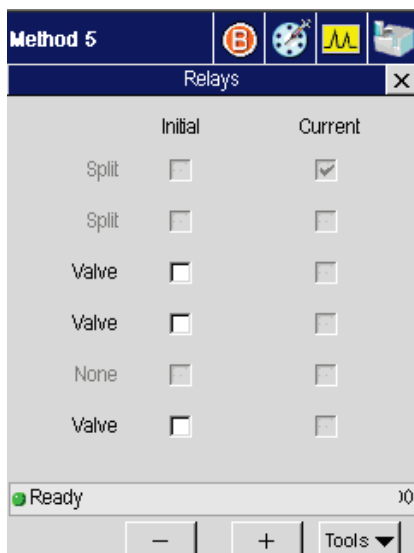 Method 5 B
Relays X
Initial Current
Split
Split
Valve
Valve
None
Valve
Ready
− + Tools